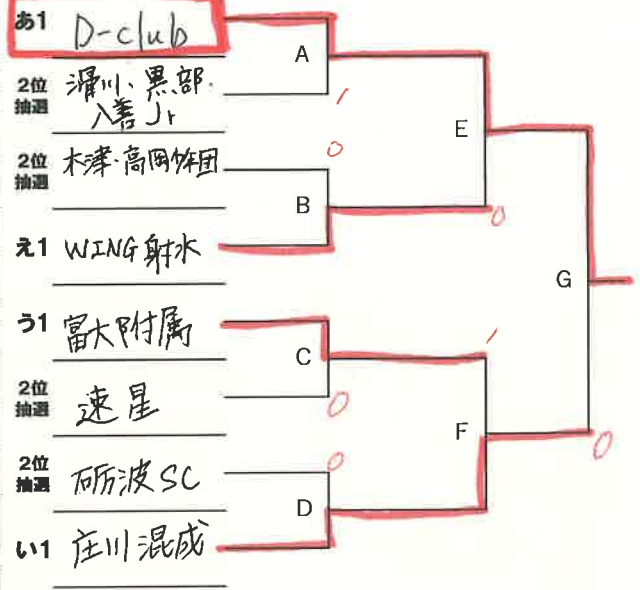 あ1 D-club
A
2位抽選 滑川、黒部・
入善Jr
1
E
2位抽選 木津・高岡少年団
0
B
0
え1 WING射水
G
う1 富大附属
1
C
2位抽選 速星
0
F
0
2位抽選 砺波SC
0
D
い1 庄川混成